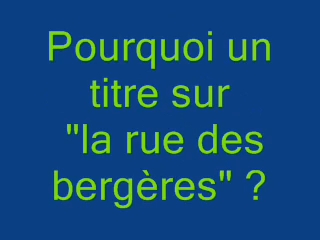 Pourquoi un
titre sur
"la rue des
bergères" ?